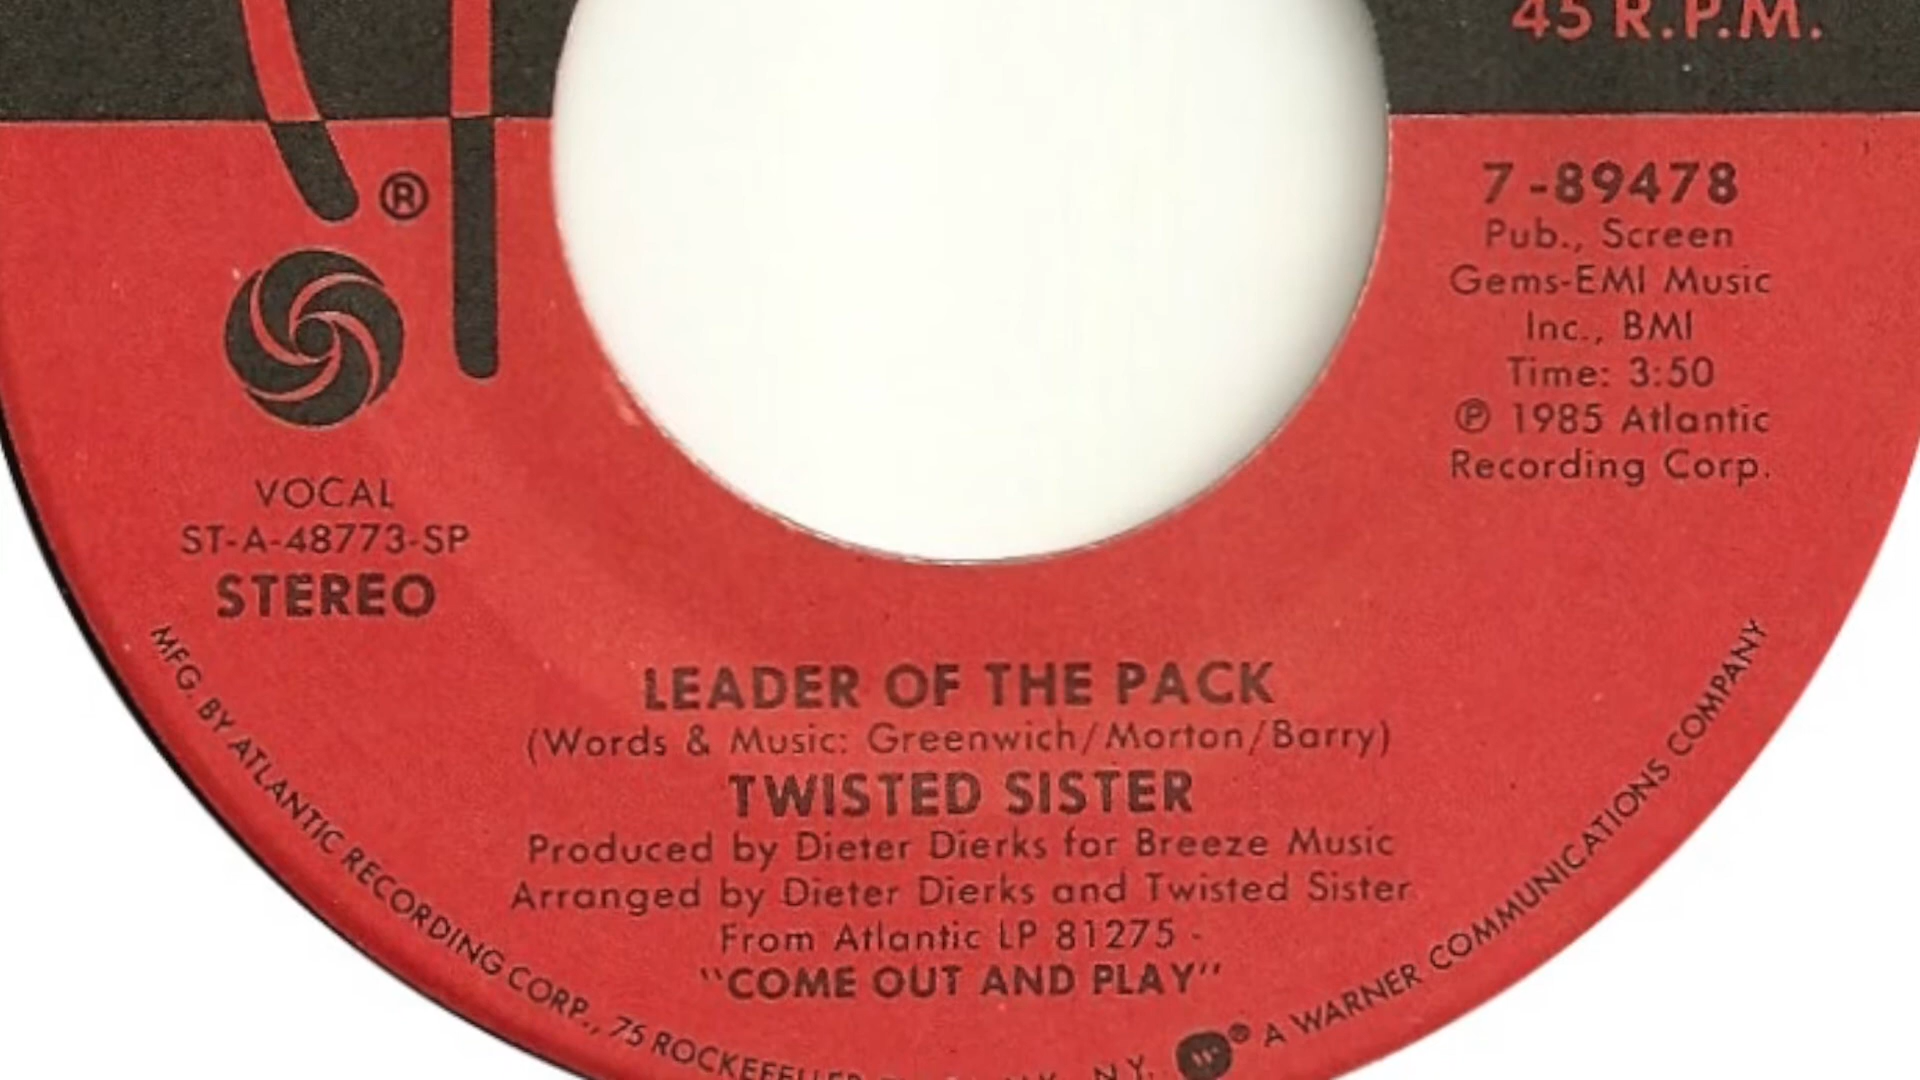 45 R.P.M.
7-89478
Pub., Screen
Gems-EMI Music
Inc., BMI
Time: 3:50
℗ 1985 Atlantic
Recording Corp.
®
VOCAL
ST-A-48773-SP
STEREO
LEADER OF THE PACK
(Words & Music: Greenwich/Morton/Barry)
TWISTED SISTER
Produced by Dieter Dierks for Breeze Music
Arranged by Dieter Dierks and Twisted Sister
From Atlantic LP 81275 -
"COME OUT AND PLAY"
MFG. BY ATLANTIC RECORDING CORP., 75 ROCKEFELLER N.Y. ® A WARNER COMMUNICATIONS COMPANY